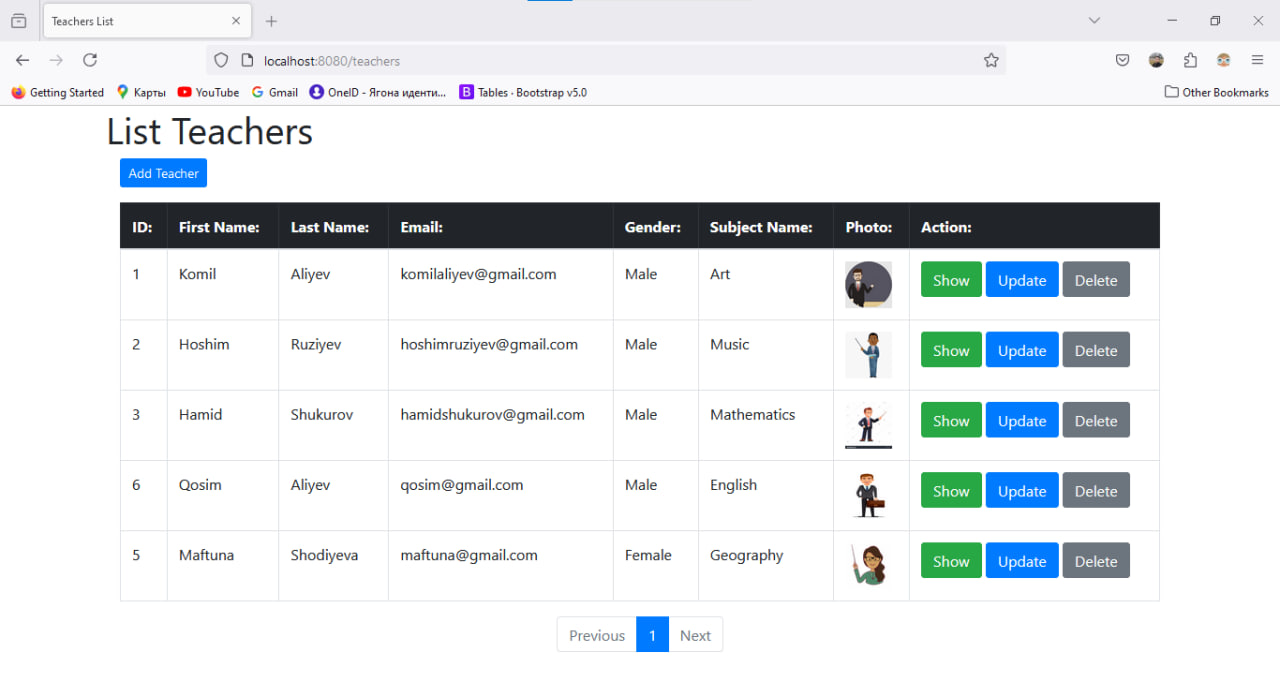 Teachers List
localhost:8080/teachers
Getting Started Карты YouTube Gmail OneID - Ягона иденти... Tables · Bootstrap v5.0 Other Bookmarks
List Teachers
Add Teacher
ID: First Name: Last Name: Email: Gender: Subject Name: Photo: Action:
1 Komil Aliyev komilaliyev@gmail.com Male Art Show Update Delete
2 Hoshim Ruziyev hoshimruziyev@gmail.com Male Music Show Update Delete
3 Hamid Shukurov hamidshukurov@gmail.com Male Mathematics Show Update Delete
6 Qosim Aliyev qosim@gmail.com Male English Show Update Delete
5 Maftuna Shodiyeva maftuna@gmail.com Female Geography Show Update Delete
Previous 1 Next